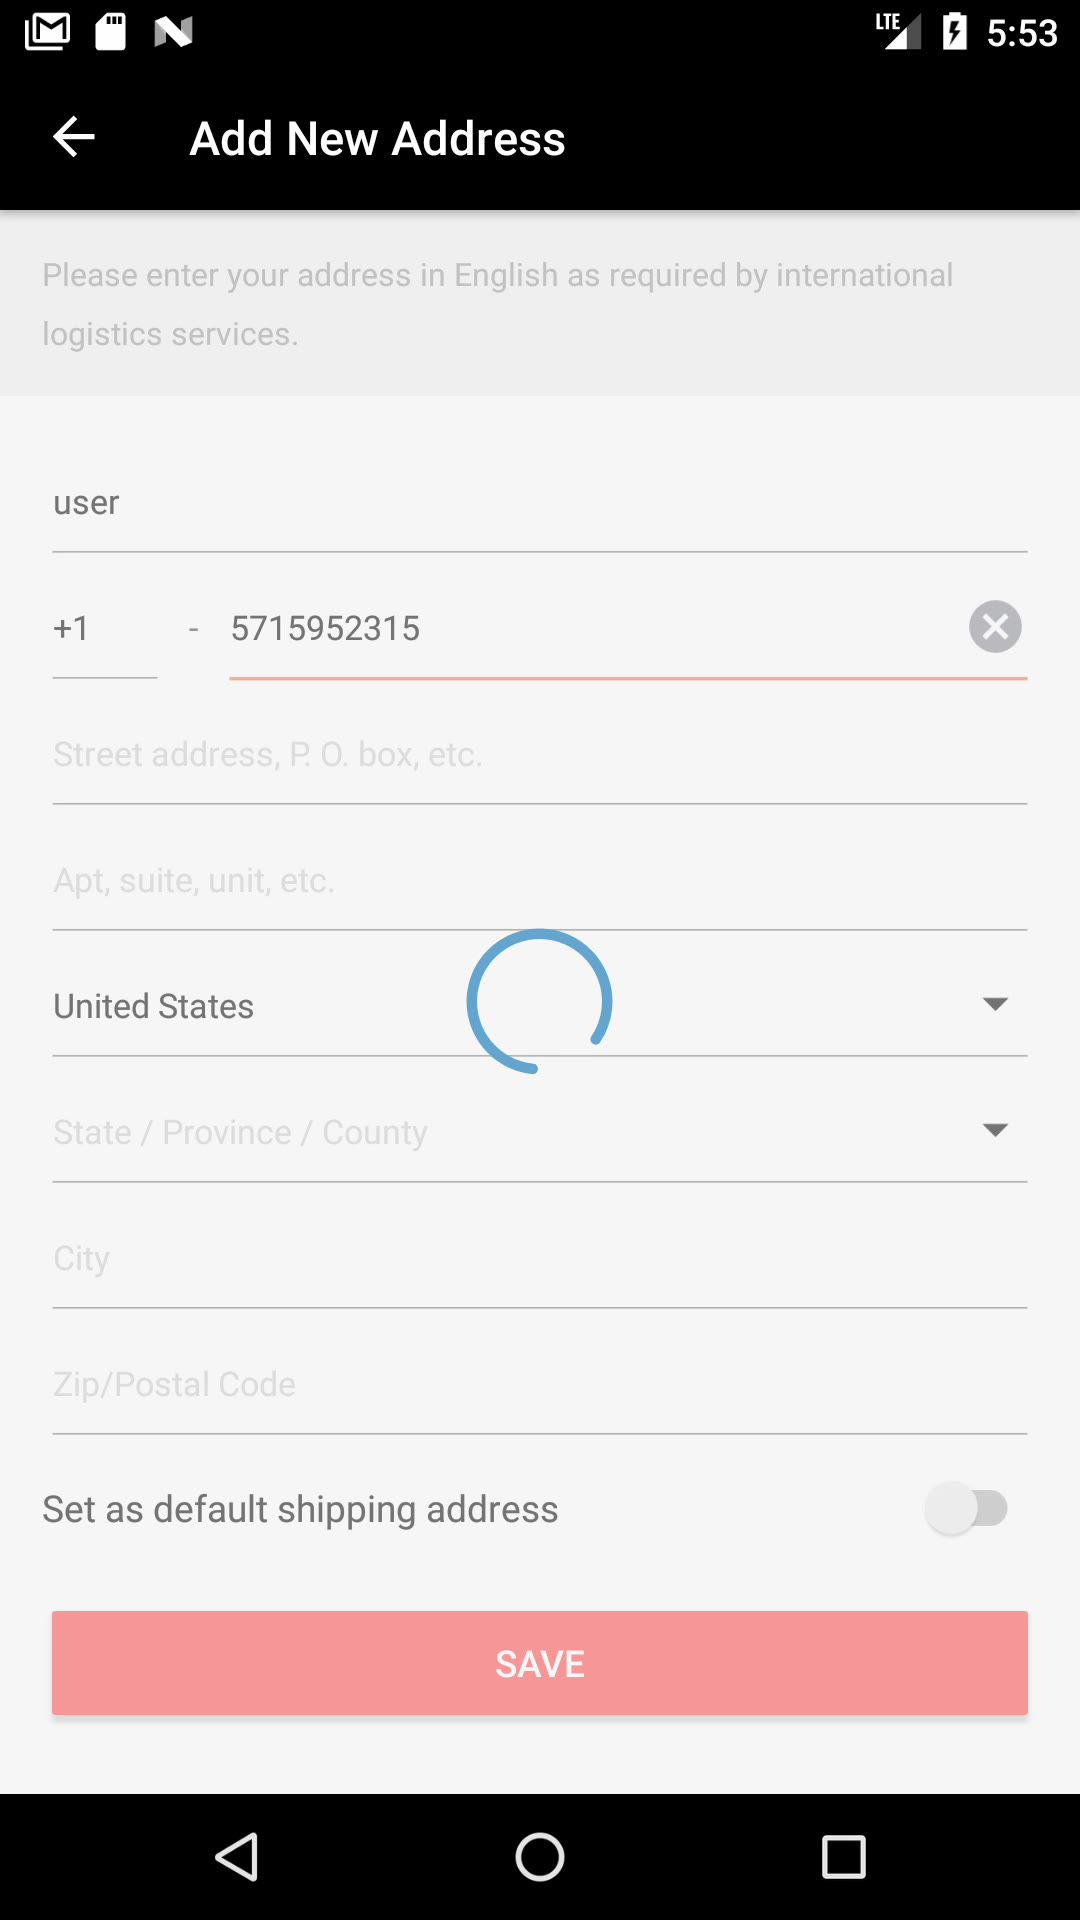 LTE 5:53
Add New Address
Please enter your address in English as required by international
logistics services.
user
+1 - 5715952315
Street address, P. O. box, etc.
Apt, suite, unit, etc.
United States
State / Province / County
City
Zip/Postal Code
Set as default shipping address
SAVE